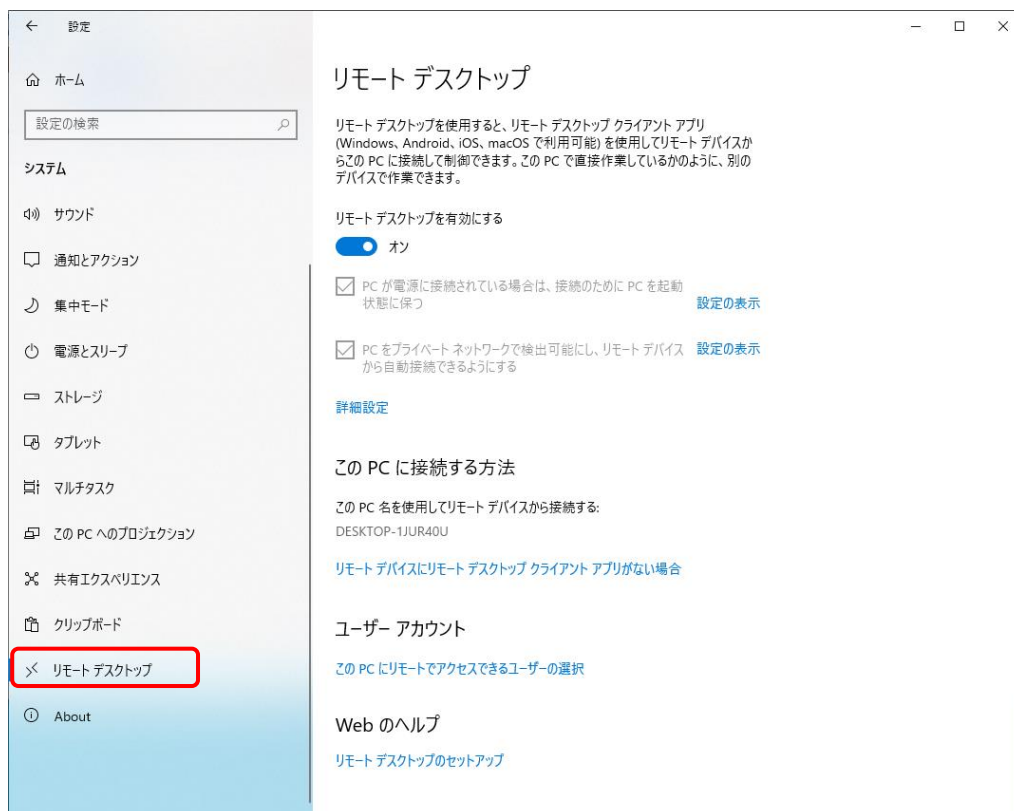 設定
ホーム
設定の検索
システム
サウンド
通知とアクション
集中モード
電源とスリープ
ストレージ
タブレット
マルチタスク
この PC へのプロジェクション
共有エクスペリエンス
クリップボード
リモート デスクトップ
About
リモート デスクトップ
リモート デスクトップを使用すると、リモート デスクトップ クライアント アプリ
(Windows、Android、iOS、macOS で利用可能) を使用してリモート デバイスか
らこの PC に接続して制御できます。この PC で直接作業しているかのように、別の
デバイスで作業できます。
リモート デスクトップを有効にする
オン
PC が電源に接続されている場合は、接続のために PC を起動
状態に保つ
設定の表示
PC をプライベート ネットワークで検出可能にし、リモート デバイス
から自動接続できるようにする
設定の表示
詳細設定
この PC に接続する方法
この PC 名を使用してリモート デバイスから接続する:
DESKTOP-1JUR40U
リモート デバイスにリモート デスクトップ クライアント アプリがない場合
ユーザー アカウント
この PC にリモートでアクセスできるユーザーの選択
Web のヘルプ
リモート デスクトップのセットアップ